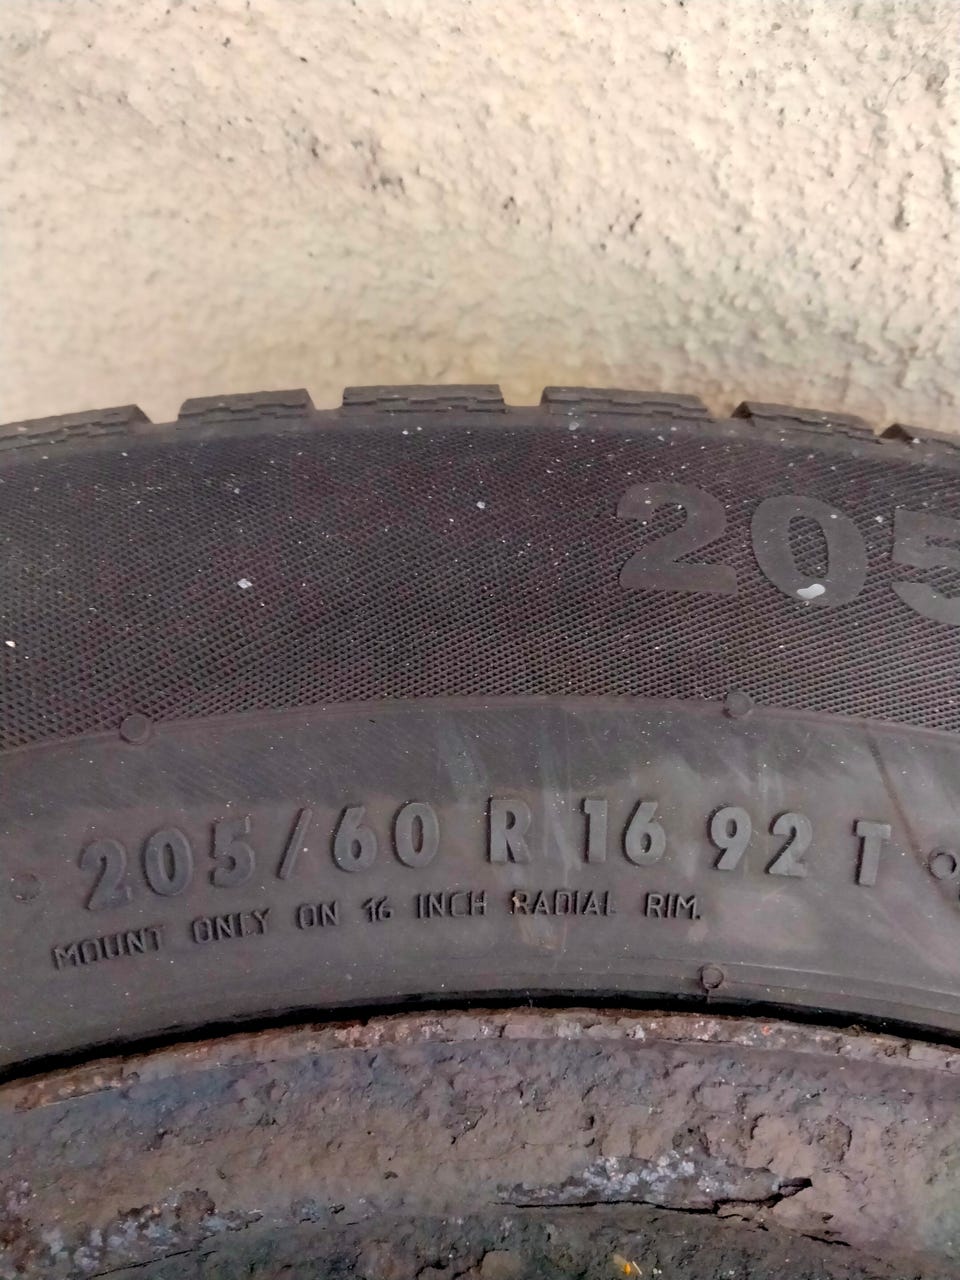 205
205/60 R 16 92 T
MOUNT ONLY ON 16 INCH RADIAL RIM.